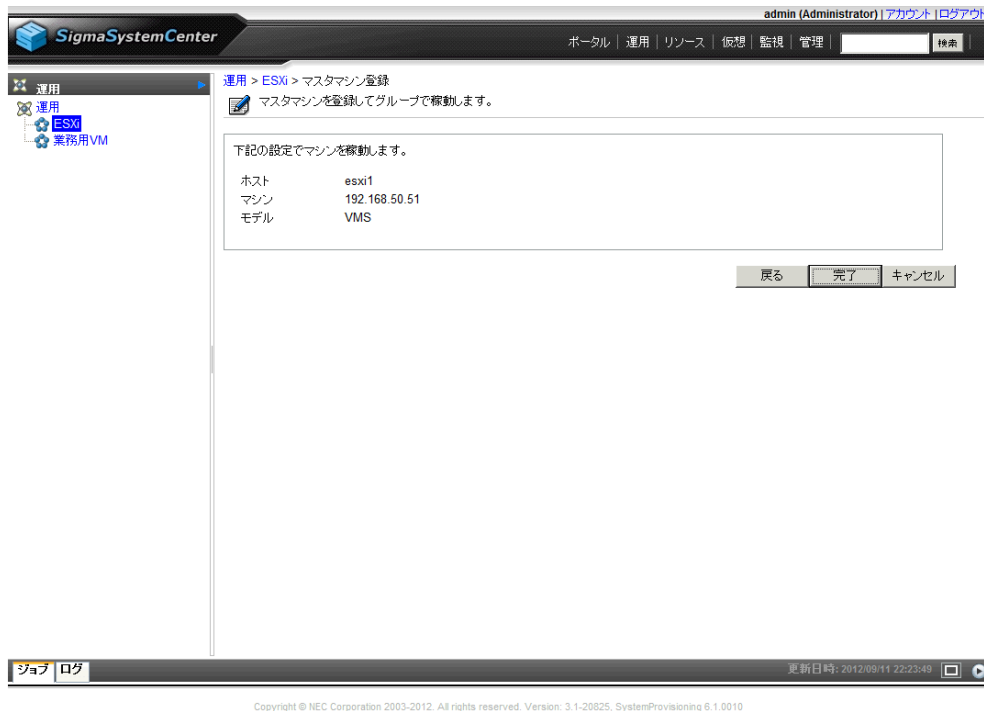 admin (Administrator) | アカウント | ログアウト
SigmaSystemCenter
ポータル | 運用 | リソース | 仮想 | 監視 | 管理 | 検索 |
運用
運用
ESXi
業務用VM
運用 > ESXi > マスタマシン登録
マスタマシンを登録してグループで稼動します。
下記の設定でマシンを稼動します。
ホスト esxi1
マシン 192.168.50.51
モデル VMS
戻る 完了 キャンセル
ジョブ ログ 更新日時: 2012/09/11 22:23:49
Copyright © NEC Corporation 2003-2012. All rights reserved. Version: 3.1-20825. SystemProvisioning 6.1.0010